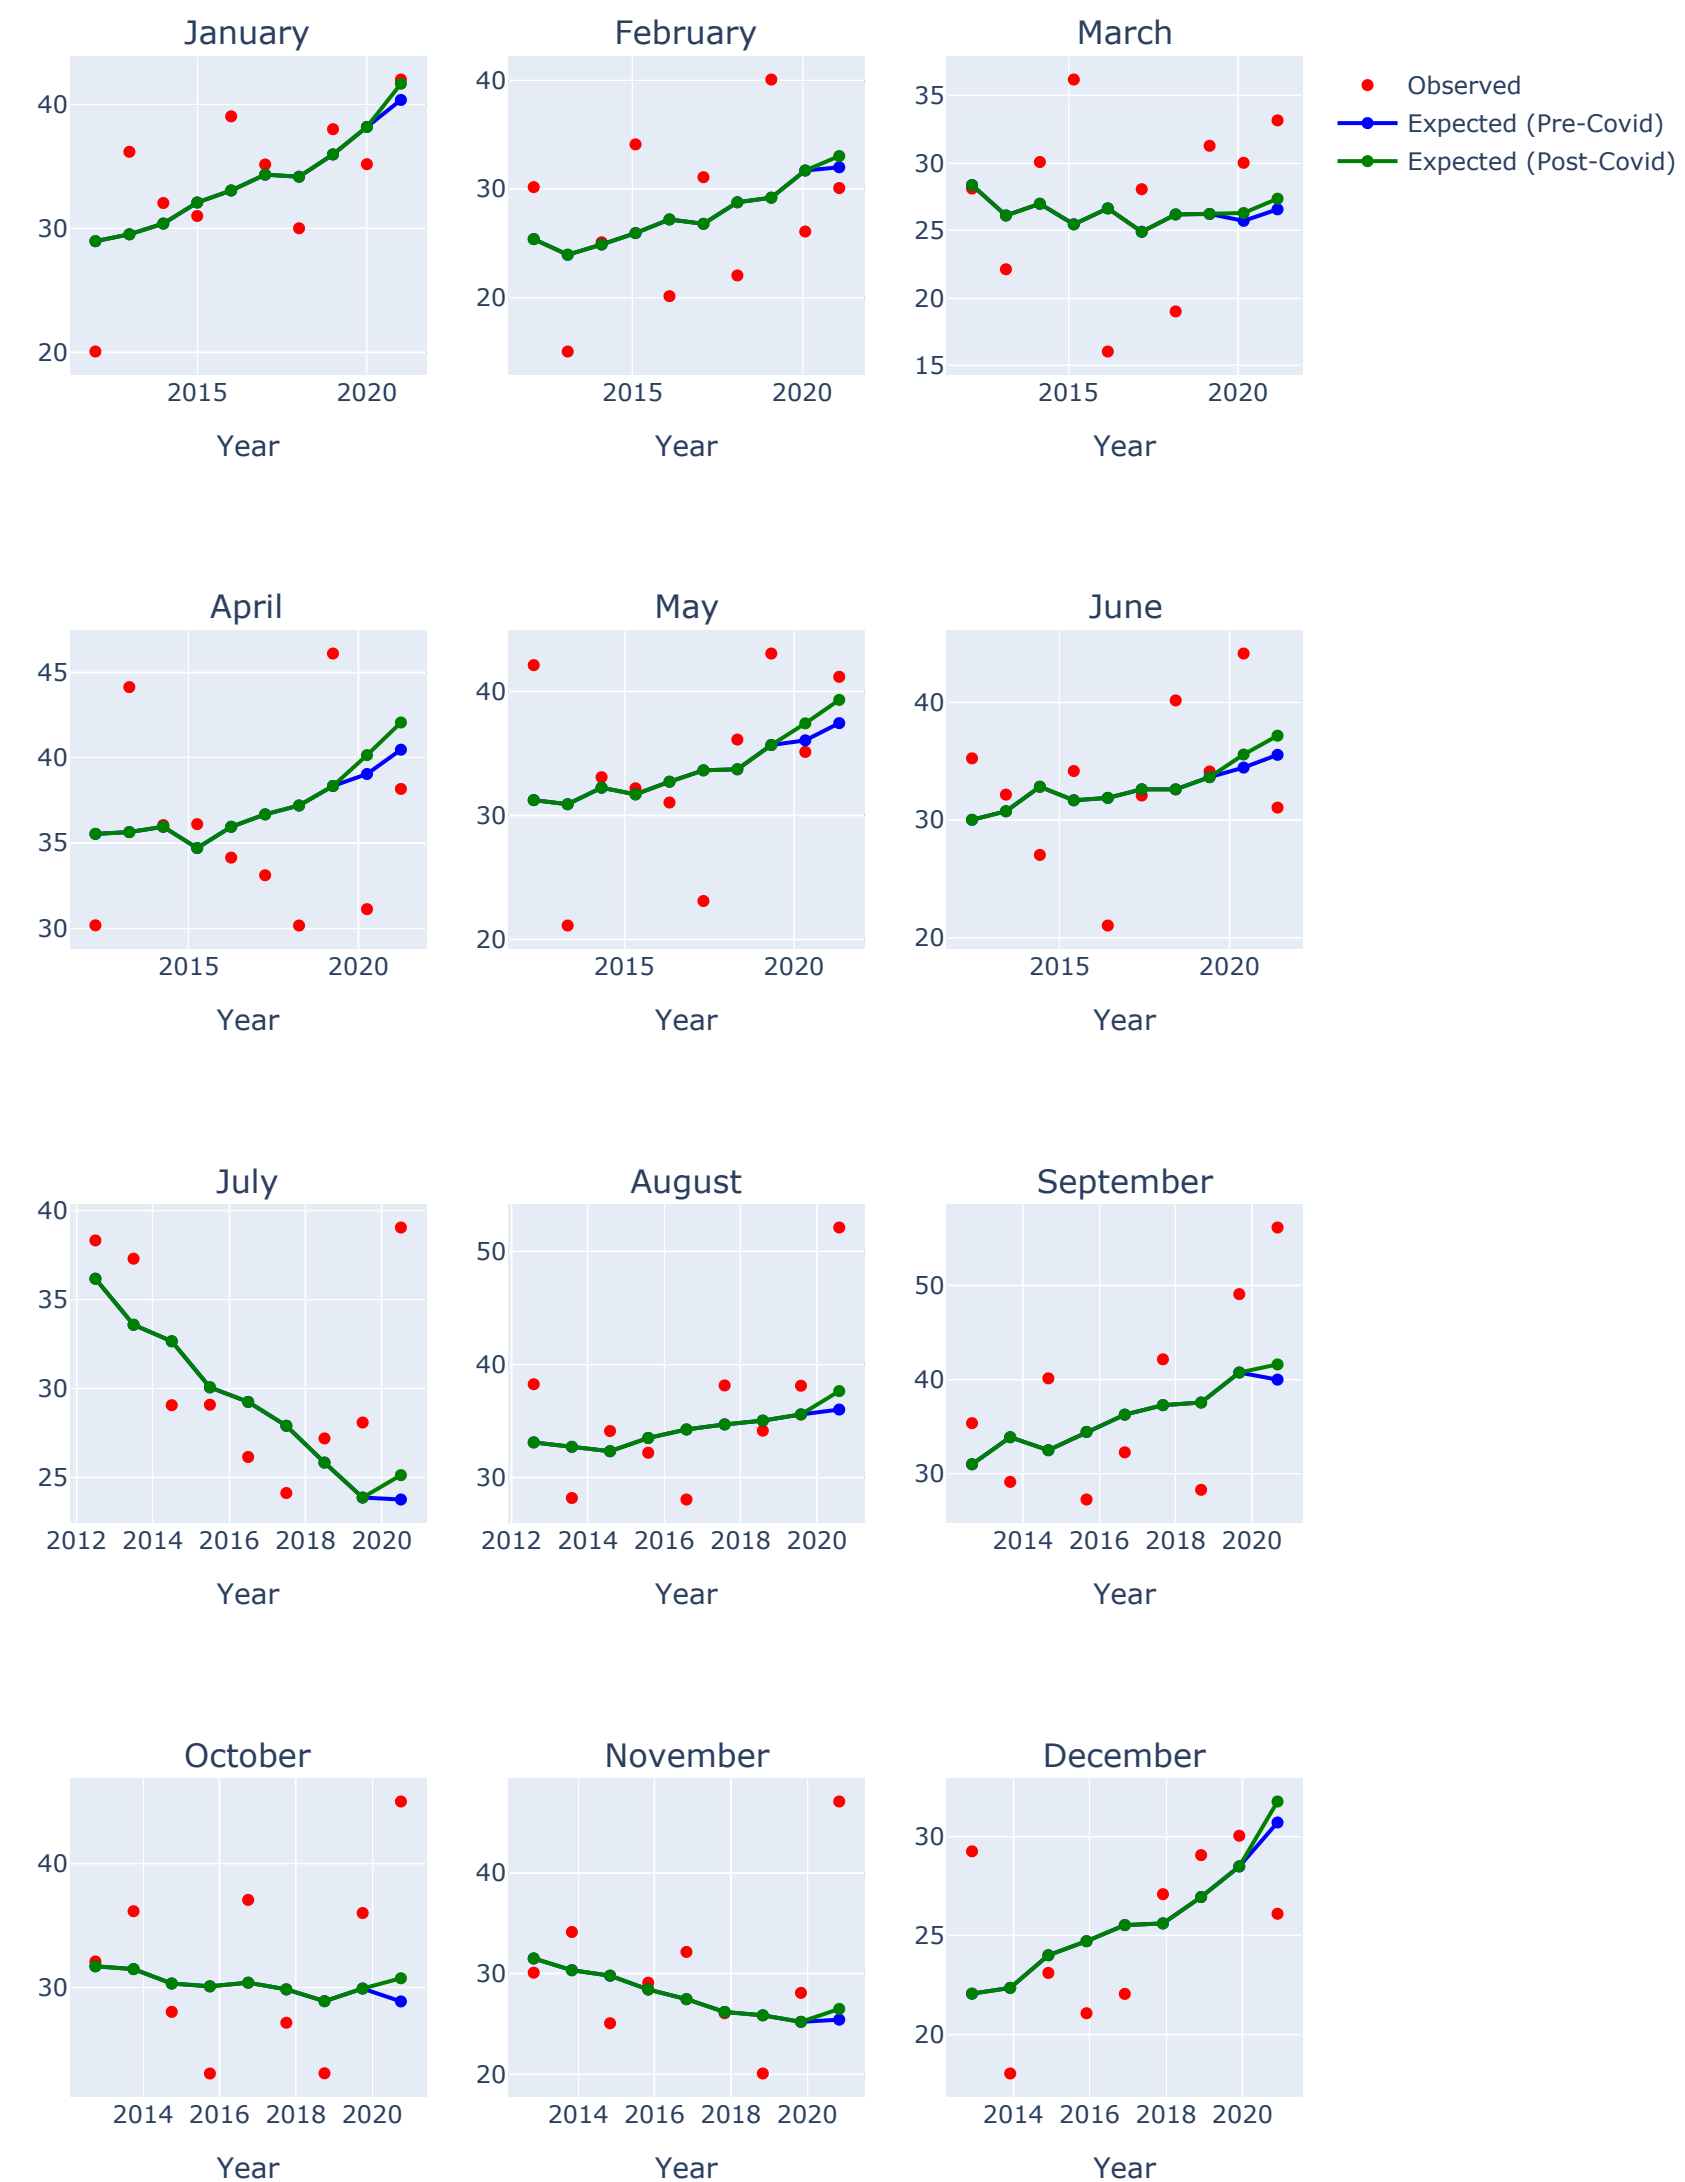 January February March
Observed
Expected (Pre-Covid)
Expected (Post-Covid)
40
30
20
2015 2020
Year
40
30
20
2015 2020
Year
35
30
25
20
15
2015 2020
Year
April May June
45
40
35
30
2015 2020
Year
40
30
20
2015 2020
Year
40
30
20
2015 2020
Year
July August September
40
35
30
25
2012 2014 2016 2018 2020
Year
50
40
30
2012 2014 2016 2018 2020
Year
50
40
30
2014 2016 2018 2020
Year
October November December
40
30
2014 2016 2018 2020
Year
40
30
20
2014 2016 2018 2020
Year
30
25
20
2014 2016 2018 2020
Year